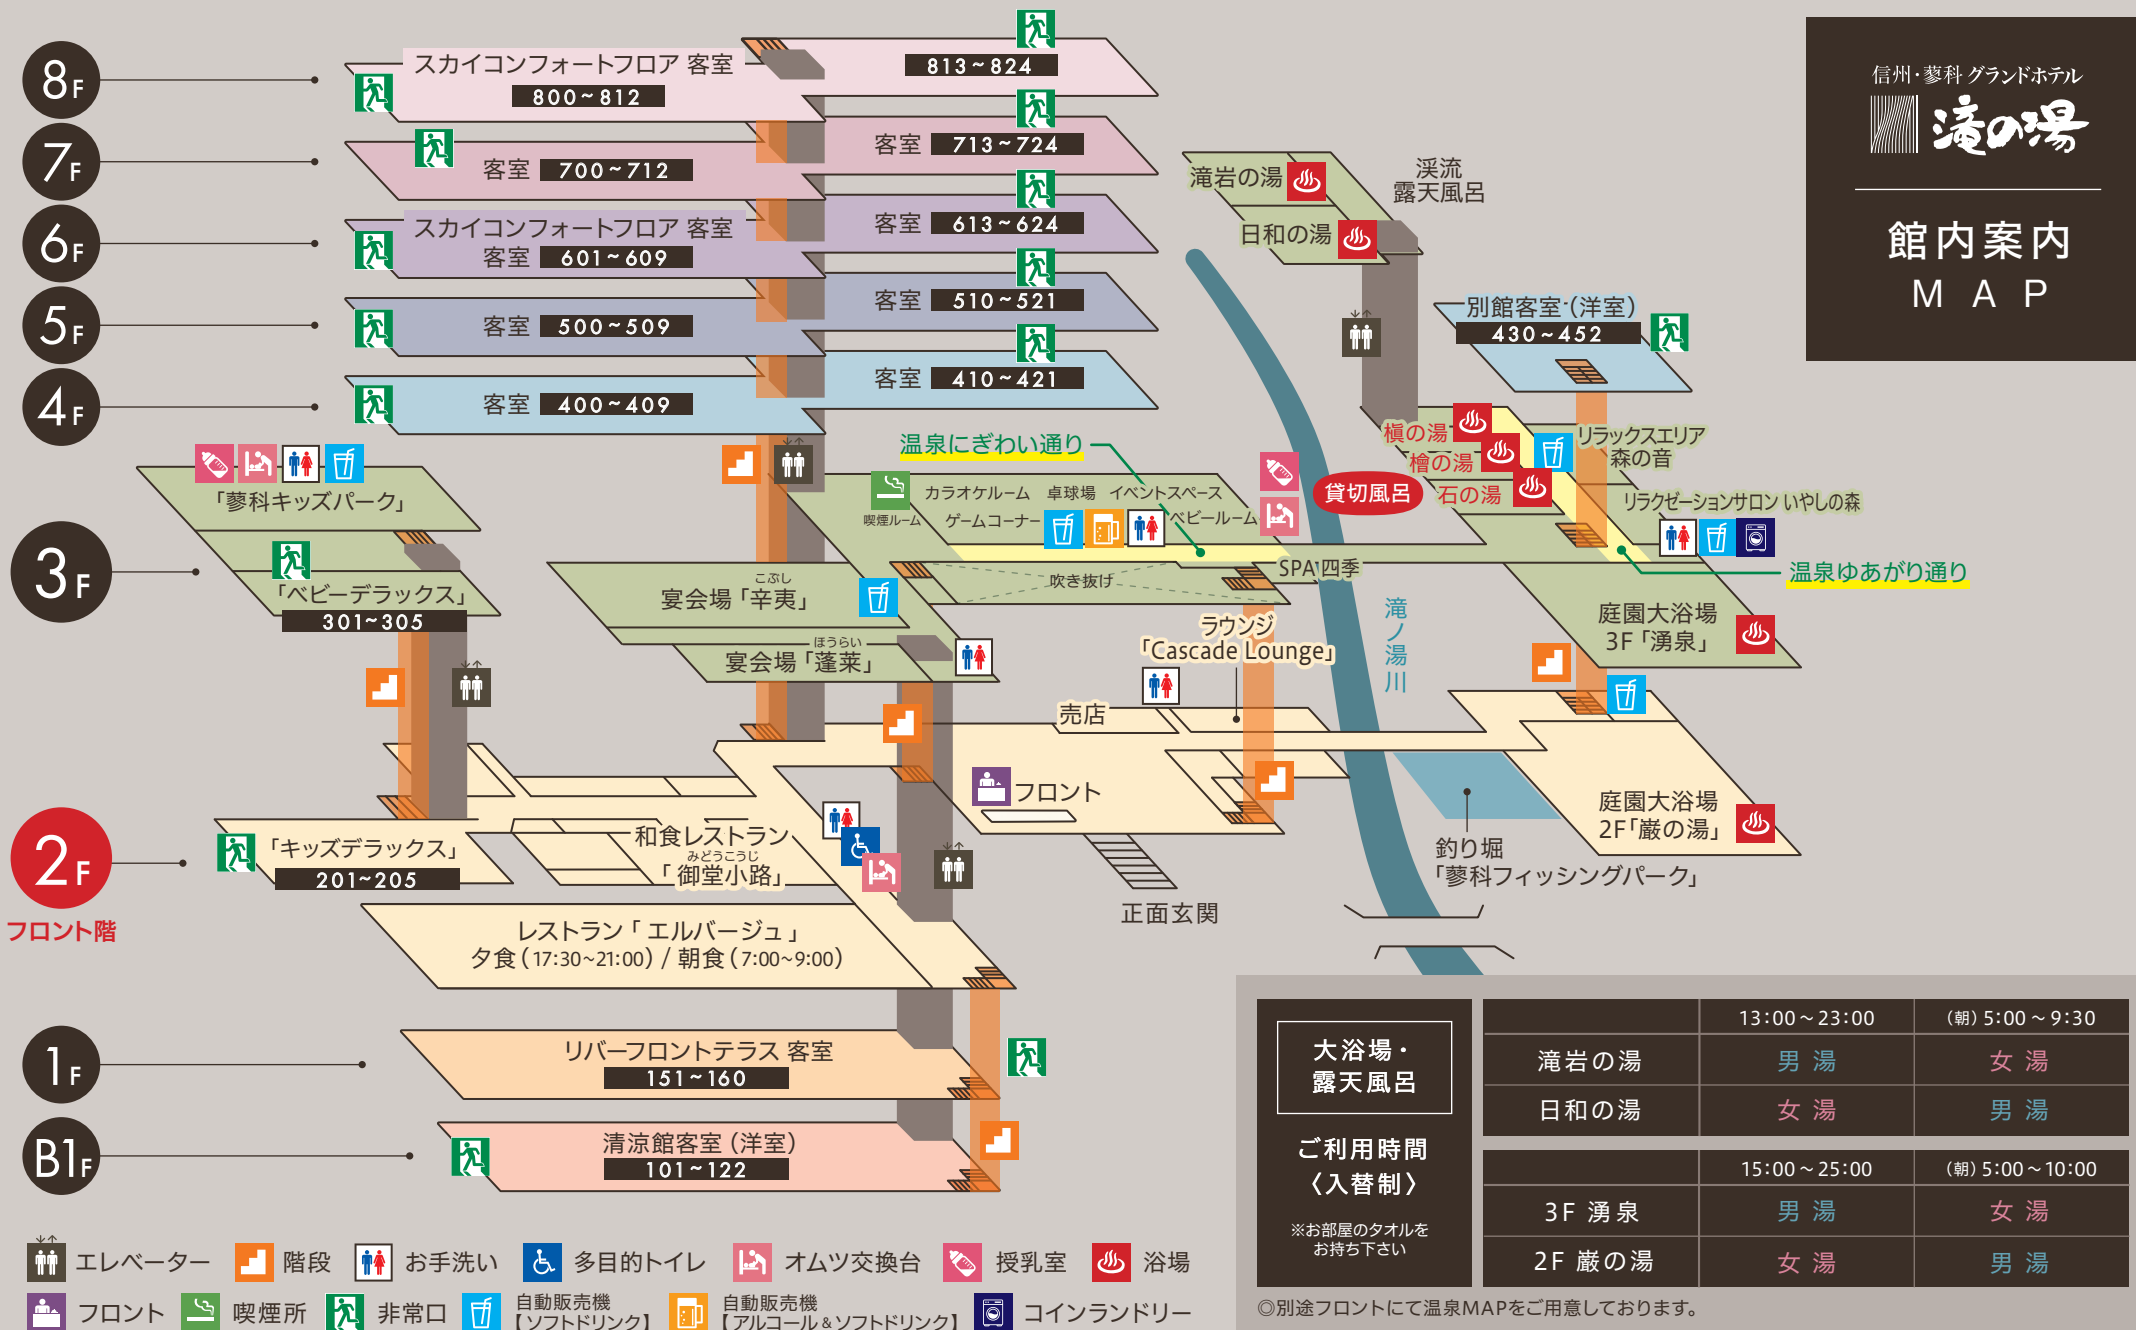 信州・蓼科 グランドホテル
滝の湯
館内案内
MAP
8F
スカイコンフォートフロア 客室
800~812
813~824
7F
客室 700~712
客室 713~724
6F
スカイコンフォートフロア 客室
客室 601~609
客室 613~624
5F
客室 500~509
客室 510~521
4F
客室 400~409
客室 410~421
渓流
露天風呂
滝岩の湯
日和の湯
別館客室(洋室)
430~452
3F
「蓼科キッズパーク」
「ベビーデラックス」
301~305
温泉にぎわい通り
喫煙ルーム
カラオケルーム 卓球場 イベントスペース
ゲームコーナー
ベビールーム
貸切風呂
槇の湯
檜の湯
石の湯
リラックスエリア
森の音
リラクゼーションサロン いやしの森
温泉ゆあがり通り
吹き抜け
SPA 四季
こぶし
宴会場「辛夷」
ほうらい
宴会場「蓬莱」
庭園大浴場
3F「湧泉」
ラウンジ
「Cascade Lounge」
滝ノ湯川
2F
フロント階
売店
フロント
正面玄関
「キッズデラックス」
201~205
和食レストラン
みどうこうじ
「御堂小路」
レストラン「 エルバージュ 」
夕食(17:30~21:00) / 朝食(7:00~9:00)
庭園大浴場
2F「巌の湯」
釣り堀
「蓼科フィッシングパーク」
1F
リバーフロントテラス 客室
151~160
B1F
清涼館客室(洋室)
101~122
大浴場・
露天風呂
ご利用時間
〈入替制〉
※お部屋のタオルを
お持ち下さい
13:00~23:00 (朝)5:00~9:30
滝岩の湯 男湯 女湯
日和の湯 女湯 男湯
15:00~25:00 (朝)5:00~10:00
3F 湧泉 男湯 女湯
2F 巌の湯 女湯 男湯
◎別途フロントにて温泉MAPをご用意しております。
エレベーター 階段 お手洗い 多目的トイレ オムツ交換台 授乳室 浴場
フロント 喫煙所 非常口 自動販売機
【ソフトドリンク】
自動販売機
【アルコール&ソフトドリンク】
コインランドリー